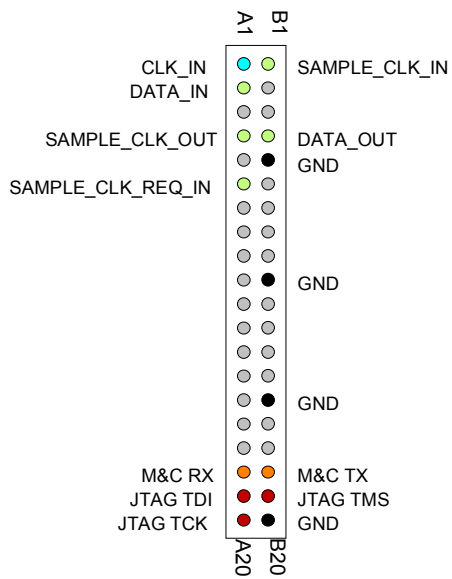 A1 B1
CLK_IN SAMPLE_CLK_IN
DATA_IN
SAMPLE_CLK_OUT DATA_OUT
GND
SAMPLE_CLK_REQ_IN
GND
GND
M&C RX M&C TX
JTAG TDI JTAG TMS
JTAG TCK GND
A20 B20